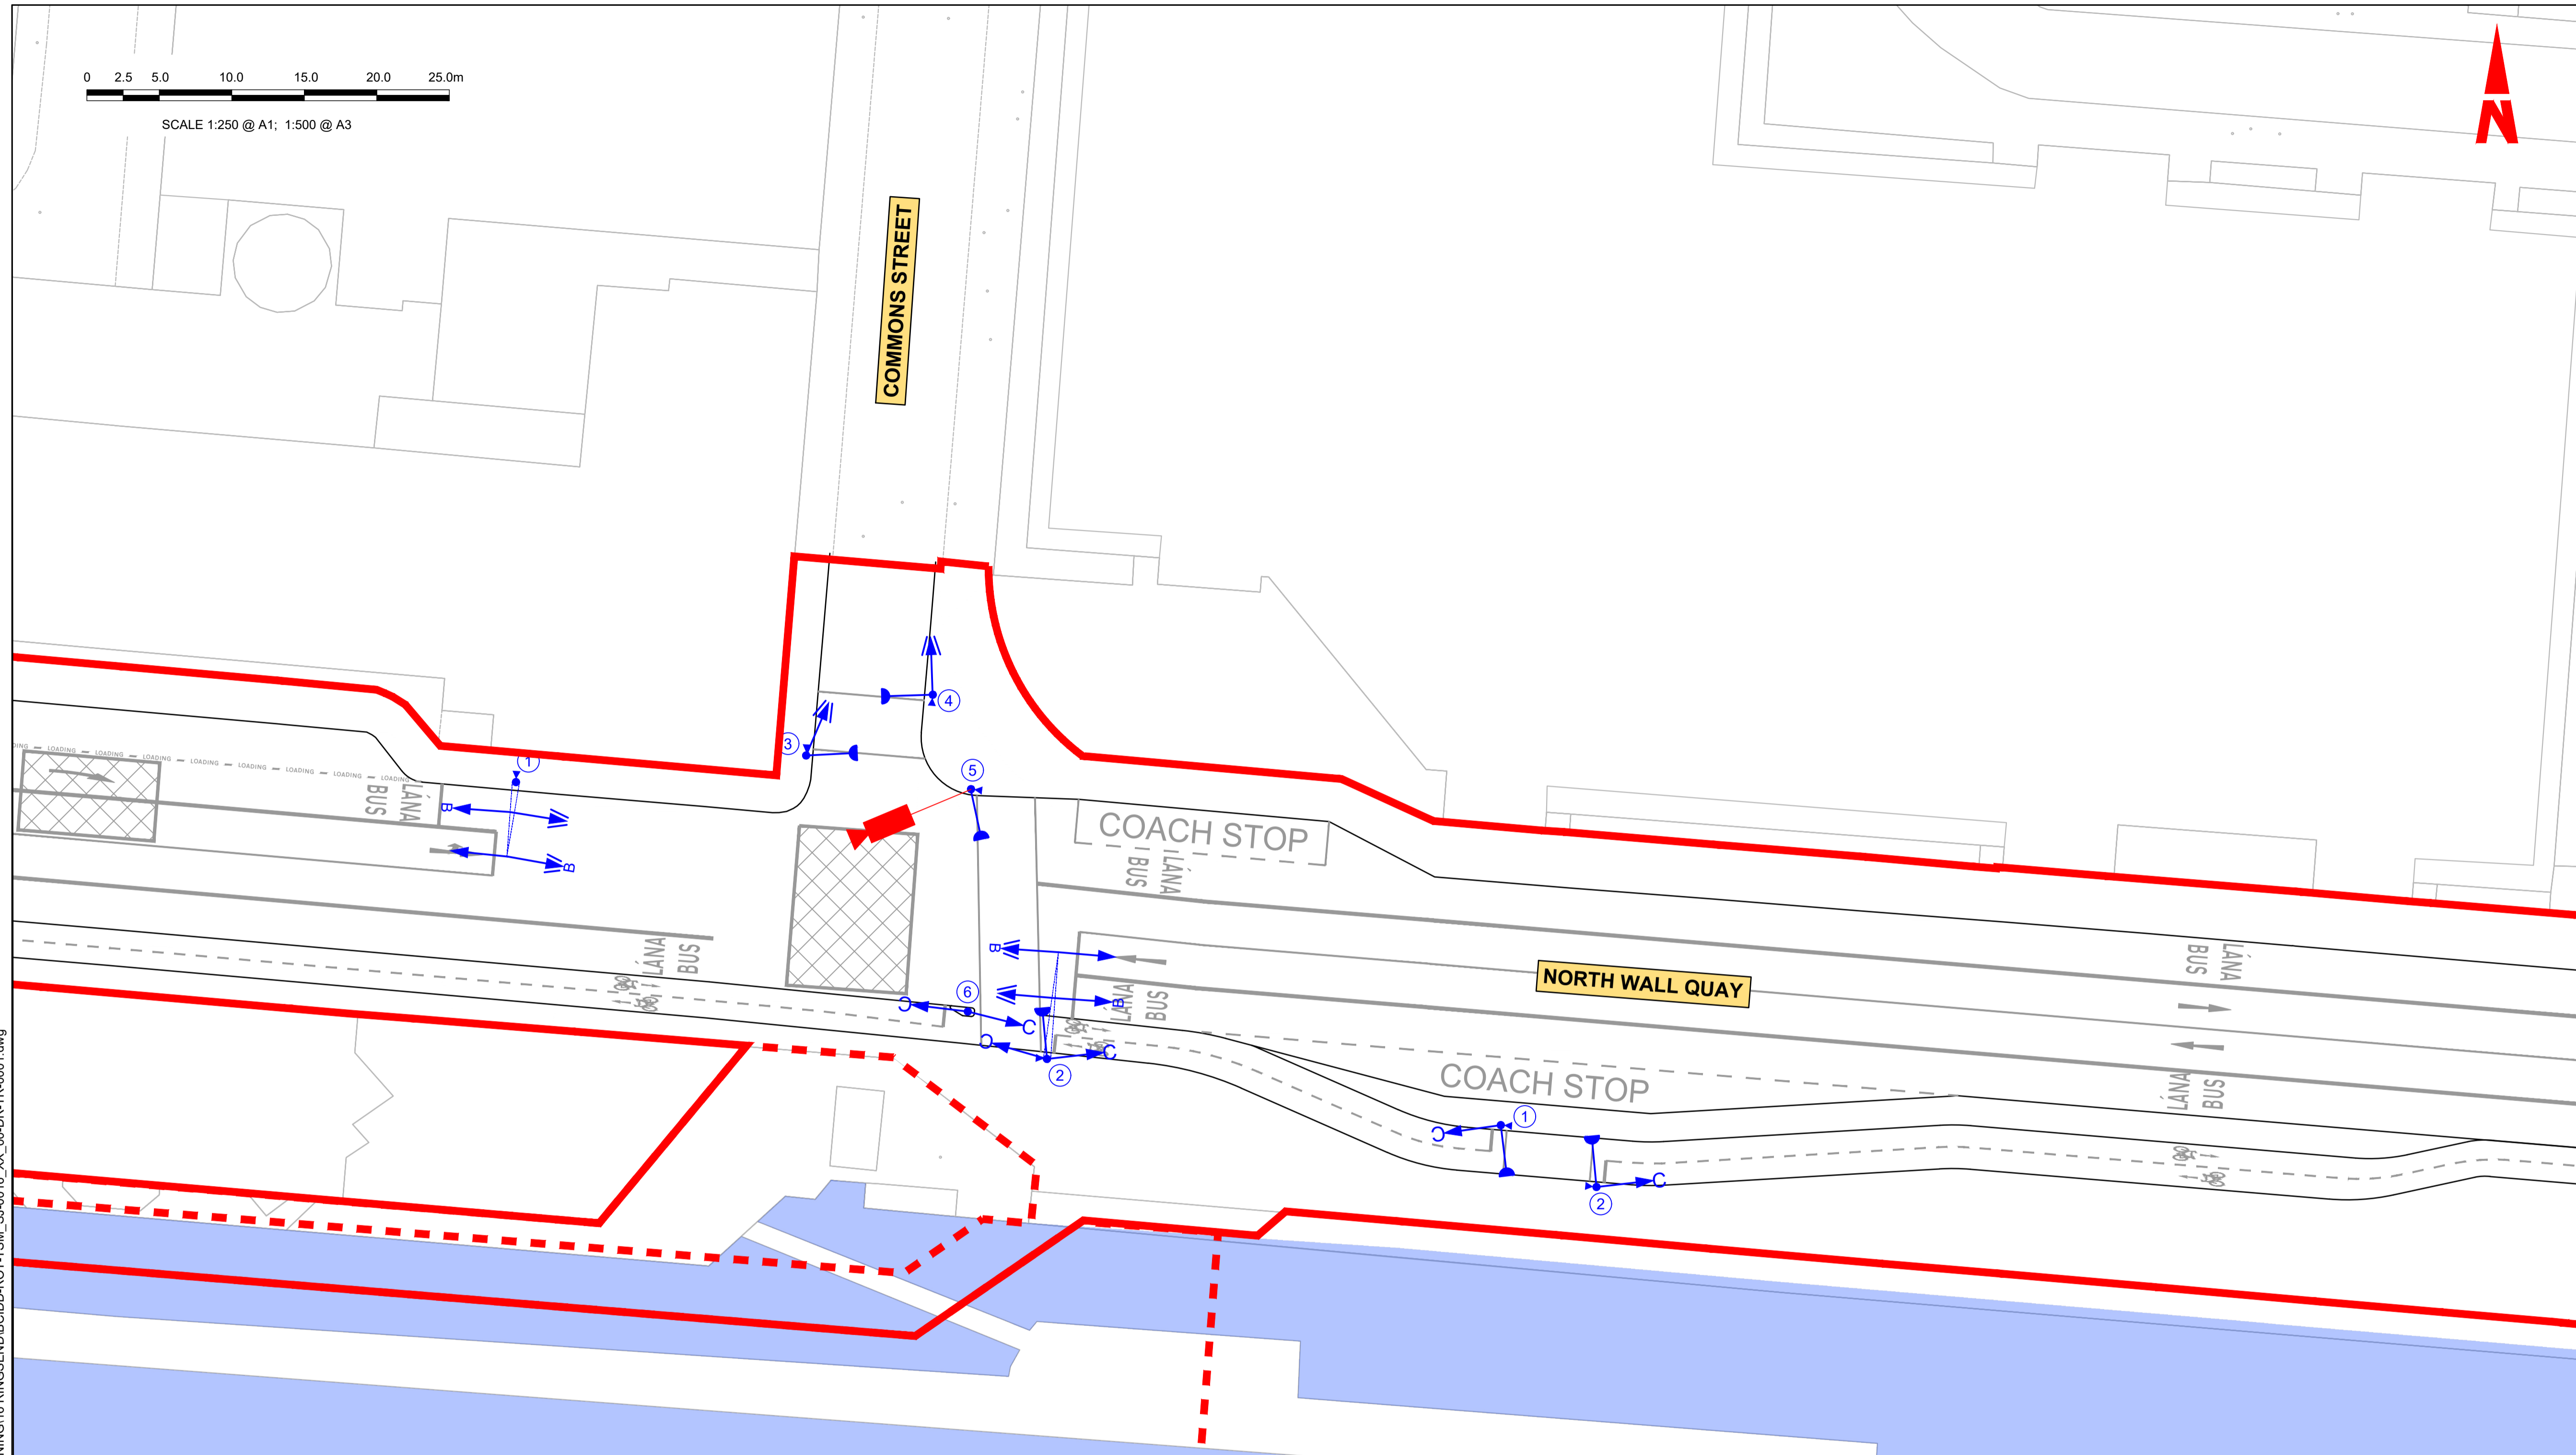 0 2.5 5.0 10.0 15.0 20.0 25.0m
SCALE 1:250 @ A1; 1:500 @ A3
N
COMMONS STREET
LOADING LOADING LOADING LOADING LOADING LOADING LOADING
1
3
4
5
B
B
LÁNA
BUS
COACH STOP
LÁNA
BUS
LÁNA
BUS
B
B
6
C
C
C
C
2
LÁNA
BUS
NORTH WALL QUAY
LÁNA
BUS
COACH STOP
LÁNA
BUS
1
C
C
2